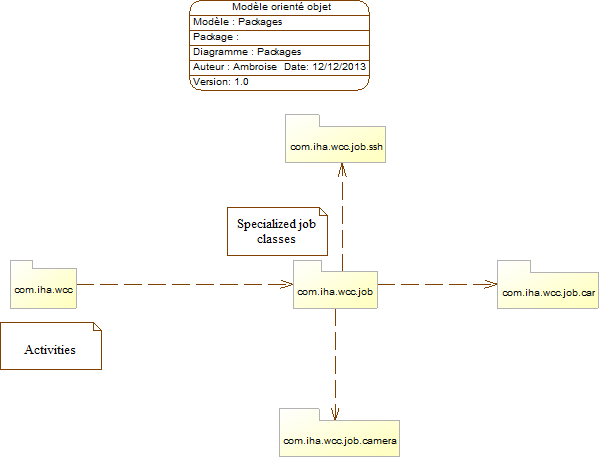 Modèle orienté objet
Modèle : Packages
Package :
Diagramme : Packages
Auteur : Ambroise  Date: 12/12/2013
Version: 1.0
com.iha.wcc.job.ssh
Specialized job
classes
com.iha.wcc
com.iha.wcc.job
com.iha.wcc.job.car
Activities
com.iha.wcc.job.camera